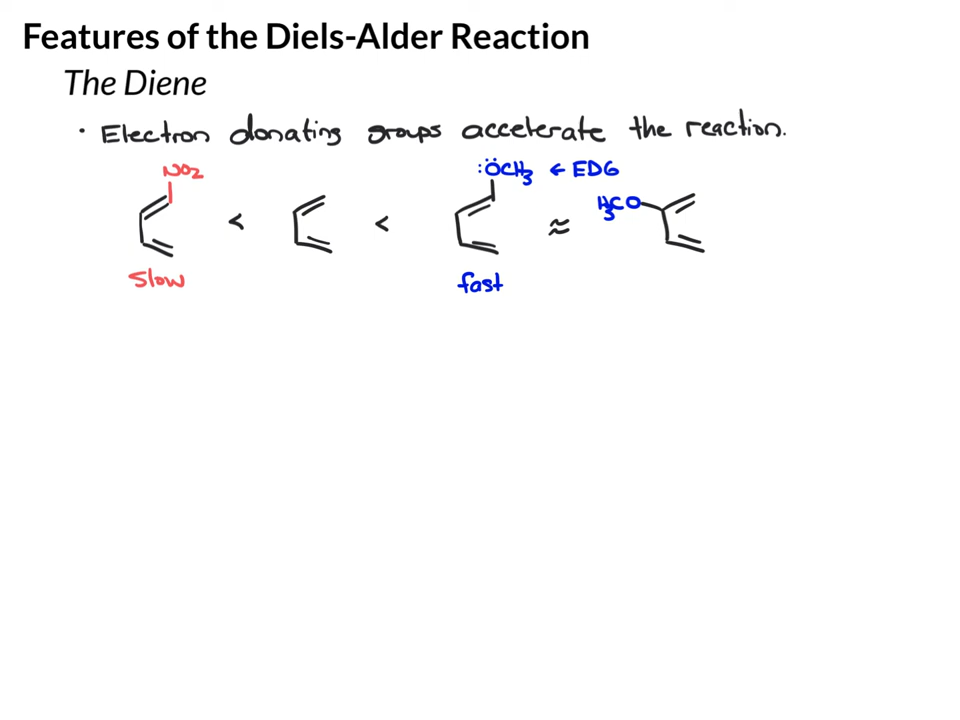 Features of the Diels-Alder Reaction
The Diene
• Electron donating groups accelerate the reaction.
NO2 :ÖCH3 ← EDG
< < ≈ H3CO
Slow fast